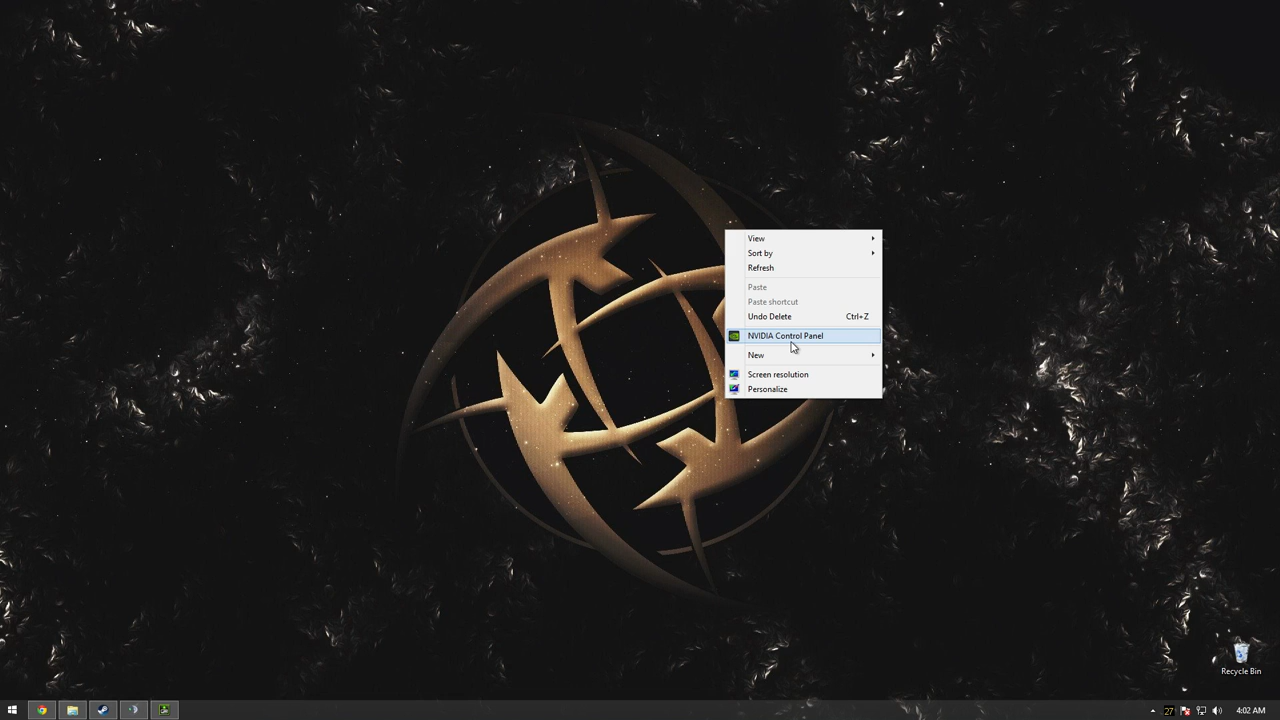 View
Sort by
Refresh
Paste
Paste shortcut
Undo Delete Ctrl+Z
NVIDIA Control Panel
New
Screen resolution
Personalize
Recycle Bin
27
4:02 AM